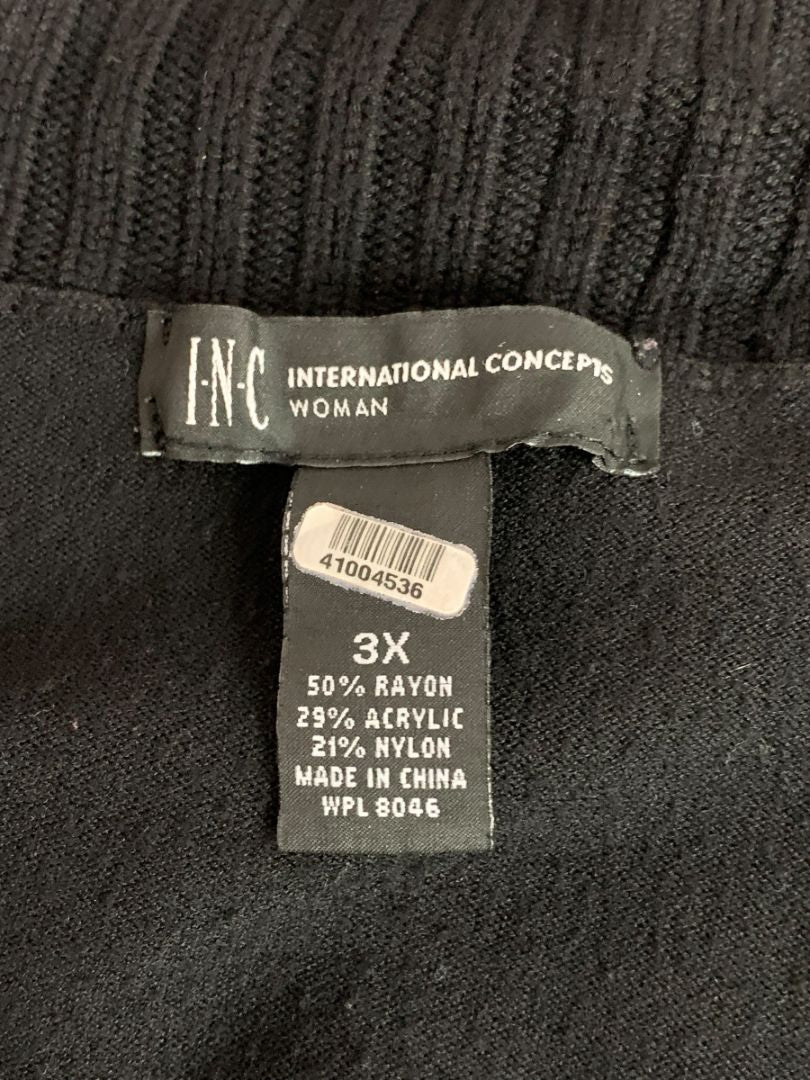 I·N·C INTERNATIONAL CONCEPTS
WOMAN
41004536
3X
50% RAYON
29% ACRYLIC
21% NYLON
MADE IN CHINA
WPL 8046